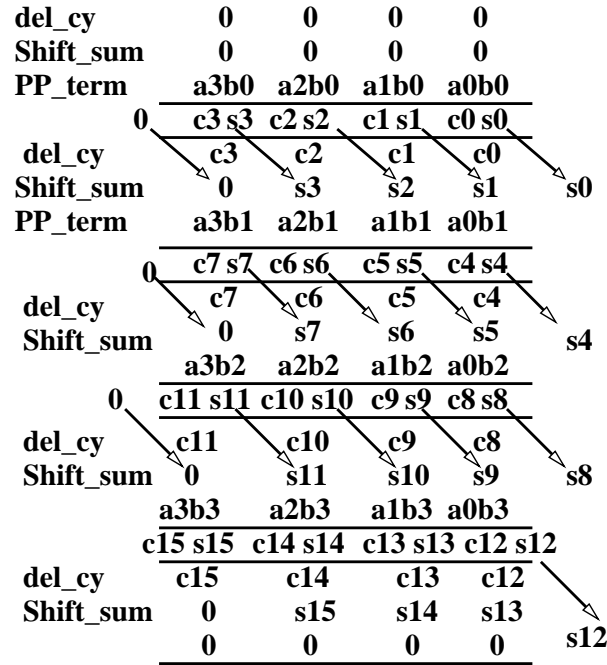 del_cy 0 0 0 0
Shift_sum 0 0 0 0
PP_term a3b0 a2b0 a1b0 a0b0
0 c3 s3 c2 s2 c1 s1 c0 s0
del_cy c3 c2 c1 c0
Shift_sum 0 s3 s2 s1 s0
PP_term a3b1 a2b1 a1b1 a0b1
0 c7 s7 c6 s6 c5 s5 c4 s4
del_cy c7 c6 c5 c4
Shift_sum 0 s7 s6 s5 s4
a3b2 a2b2 a1b2 a0b2
0 c11 s11 c10 s10 c9 s9 c8 s8
del_cy c11 c10 c9 c8
Shift_sum 0 s11 s10 s9 s8
a3b3 a2b3 a1b3 a0b3
c15 s15 c14 s14 c13 s13 c12 s12
del_cy c15 c14 c13 c12
Shift_sum 0 s15 s14 s13
s12
0 0 0 0